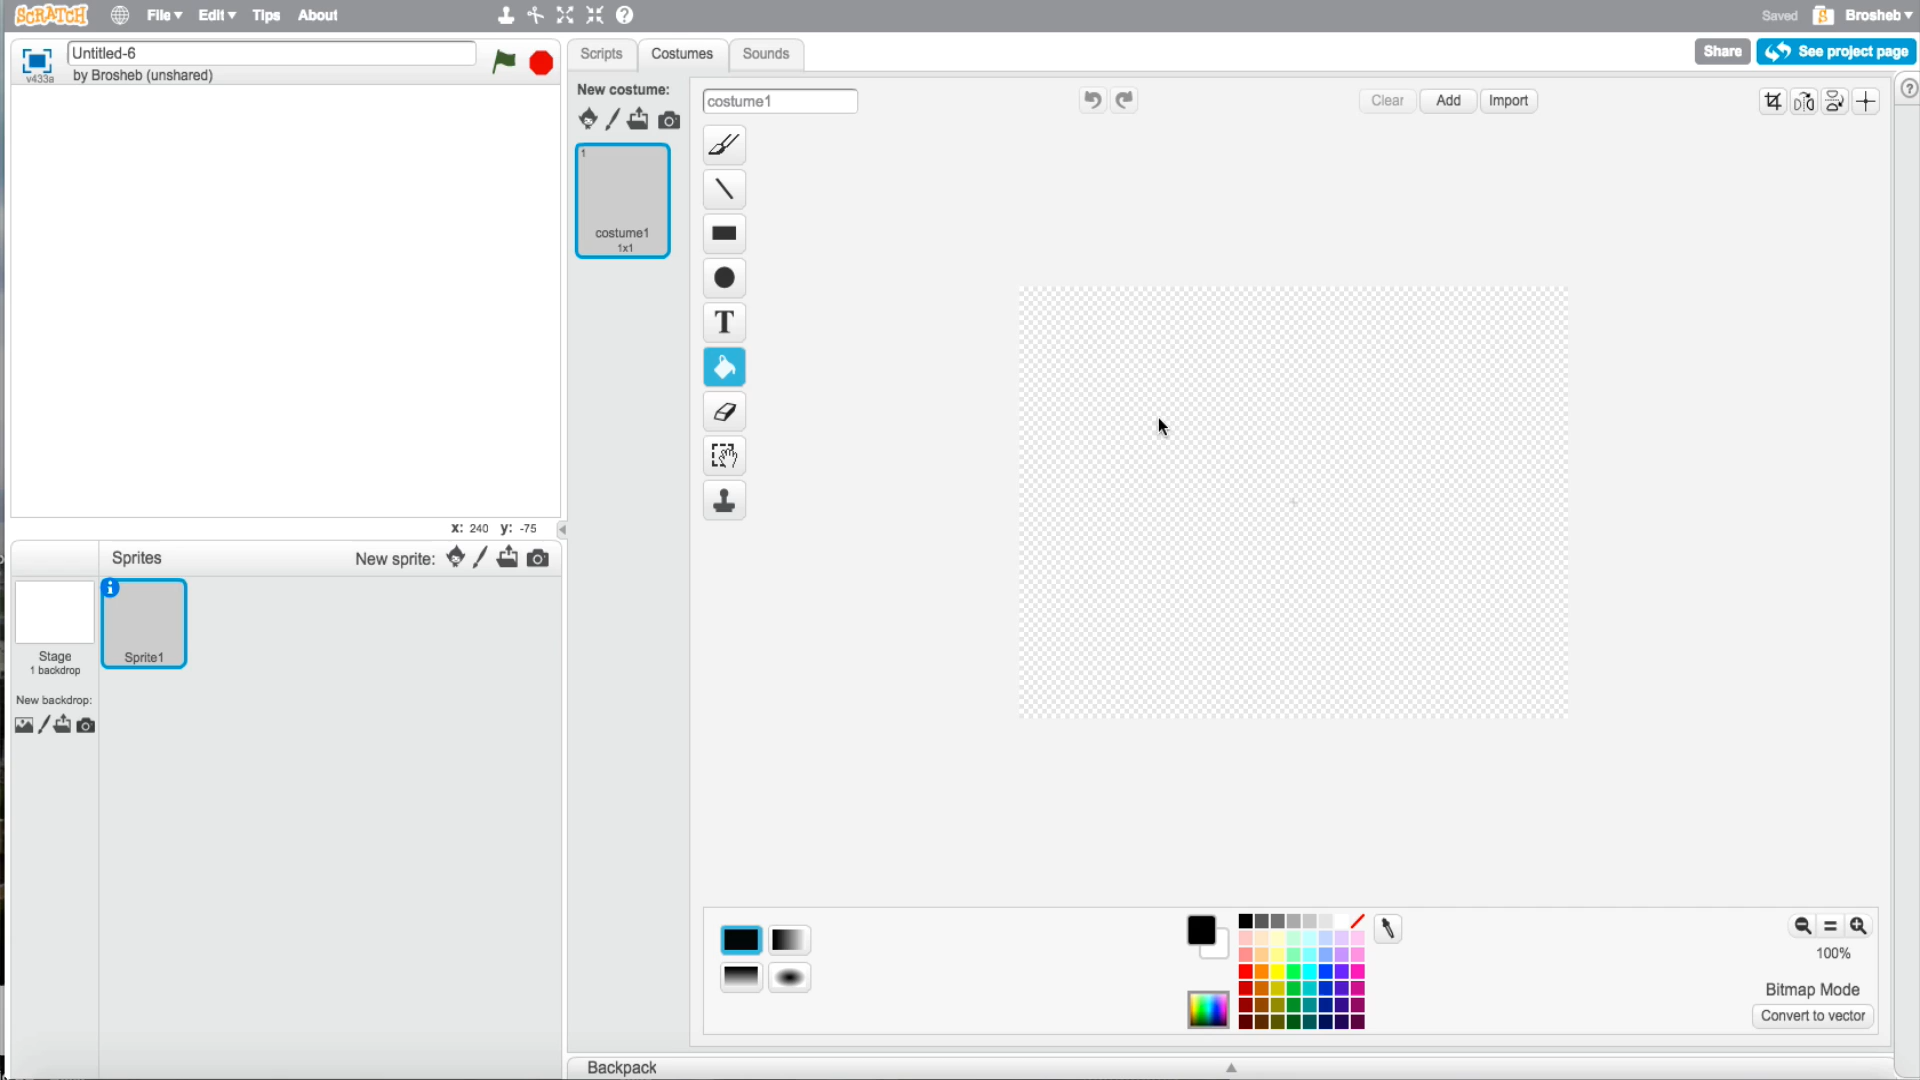 SCRATCH File Edit Tips About Saved Brosheb
Untitled-6
v433a
by Brosheb (unshared)
Scripts Costumes Sounds
Share See project page
New costume:
costume1
Clear Add Import
1
costume1
1x1
T
x: 240 y: -75
Sprites New sprite:
Stage
1 backdrop
New backdrop:
Sprite1
100%
Bitmap Mode
Convert to vector
Backpack